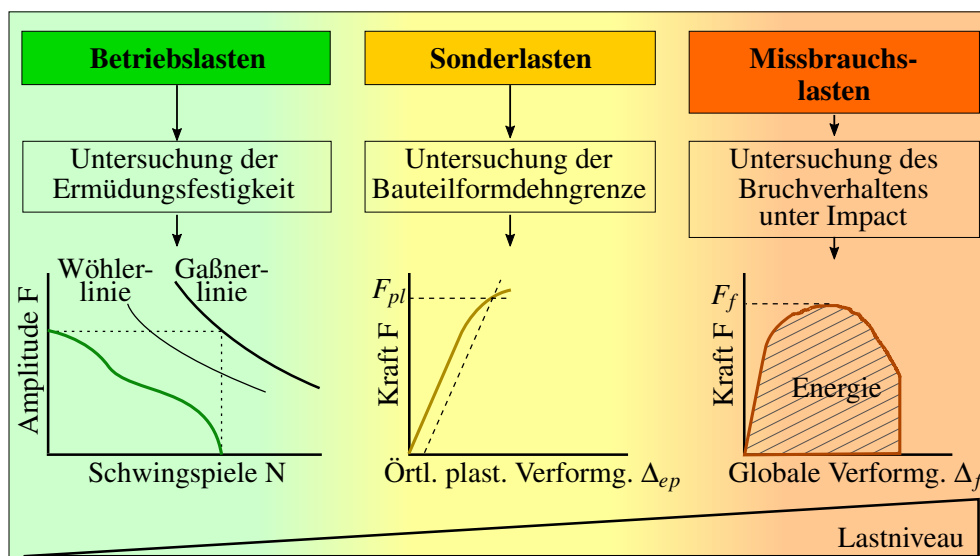 Betriebslasten
Untersuchung der
Ermüdungsfestigkeit
Wöhler-
linie
Gaßner-
linie
Amplitude F
Schwingspiele N
Sonderlasten
Untersuchung der
Bauteilformdehngrenze
F_pl
Kraft F
Örtl. plast. Verformg. Δ_ep
Missbrauchs-
lasten
Untersuchung des
Bruchverhaltens
unter Impact
F_f
Kraft F
Energie
Globale Verformg. Δ_f
Lastniveau